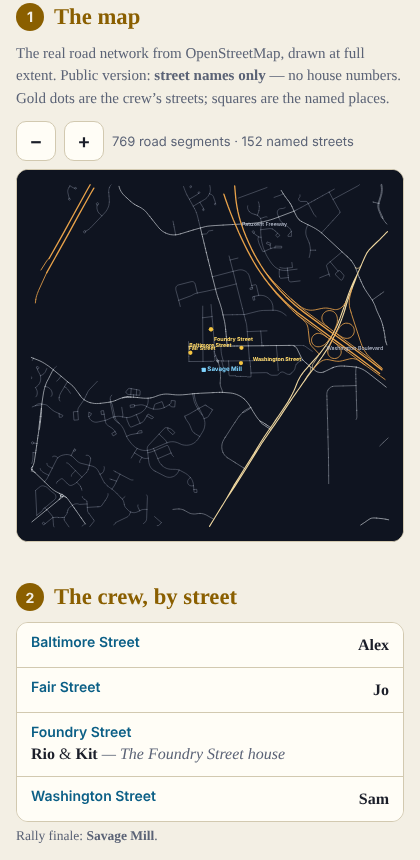 1 The map
The real road network from OpenStreetMap, drawn at full
extent. Public version: street names only — no house numbers.
Gold dots are the crew's streets; squares are the named places.
− + 769 road segments · 152 named streets
Patuxent Freeway
Foundry Street
Baltimore Street
Fair Street
Washington Boulevard
Washington Street
Savage Mill
2 The crew, by street
Baltimore Street Alex
Fair Street Jo
Foundry Street
Rio & Kit — The Foundry Street house
Washington Street Sam
Rally finale: Savage Mill.